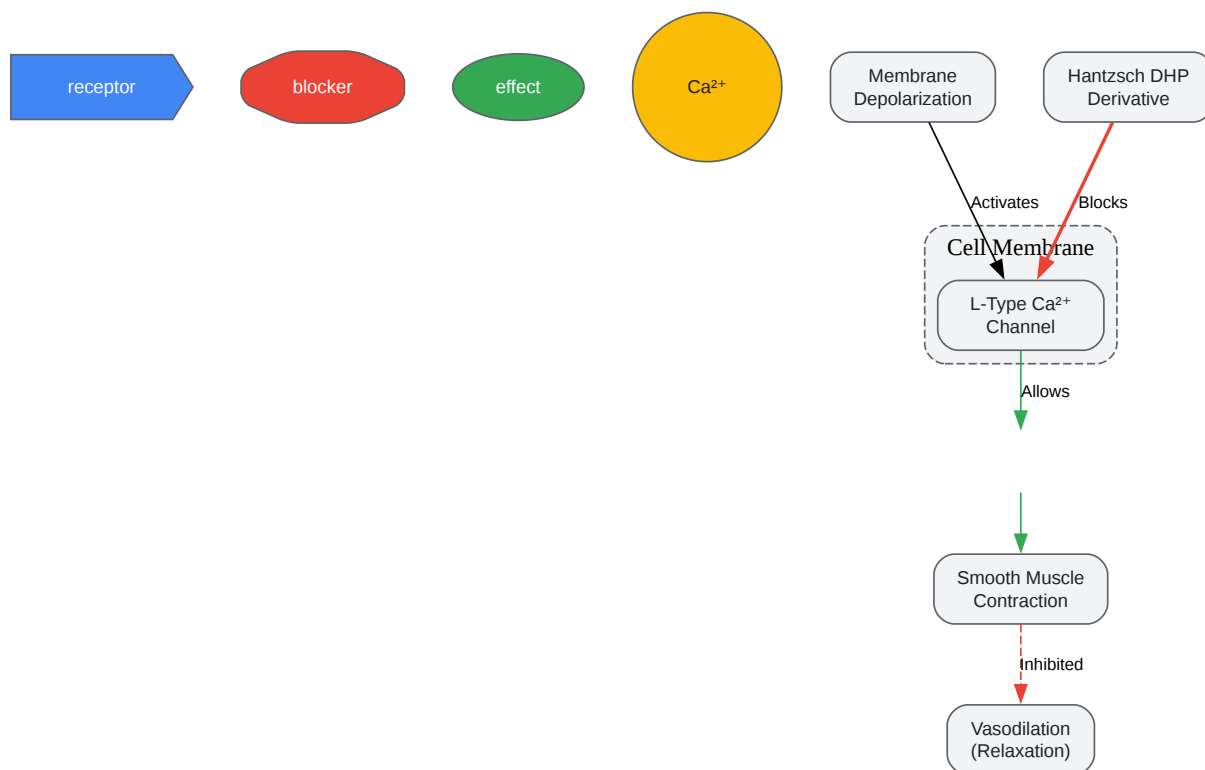 receptor
blocker
effect
Ca²⁺
Membrane
Depolarization
Hantzsch DHP
Derivative
Activates
Blocks
Cell Membrane
L-Type Ca²⁺
Channel
Allows
Smooth Muscle
Contraction
Inhibited
Vasodilation
(Relaxation)